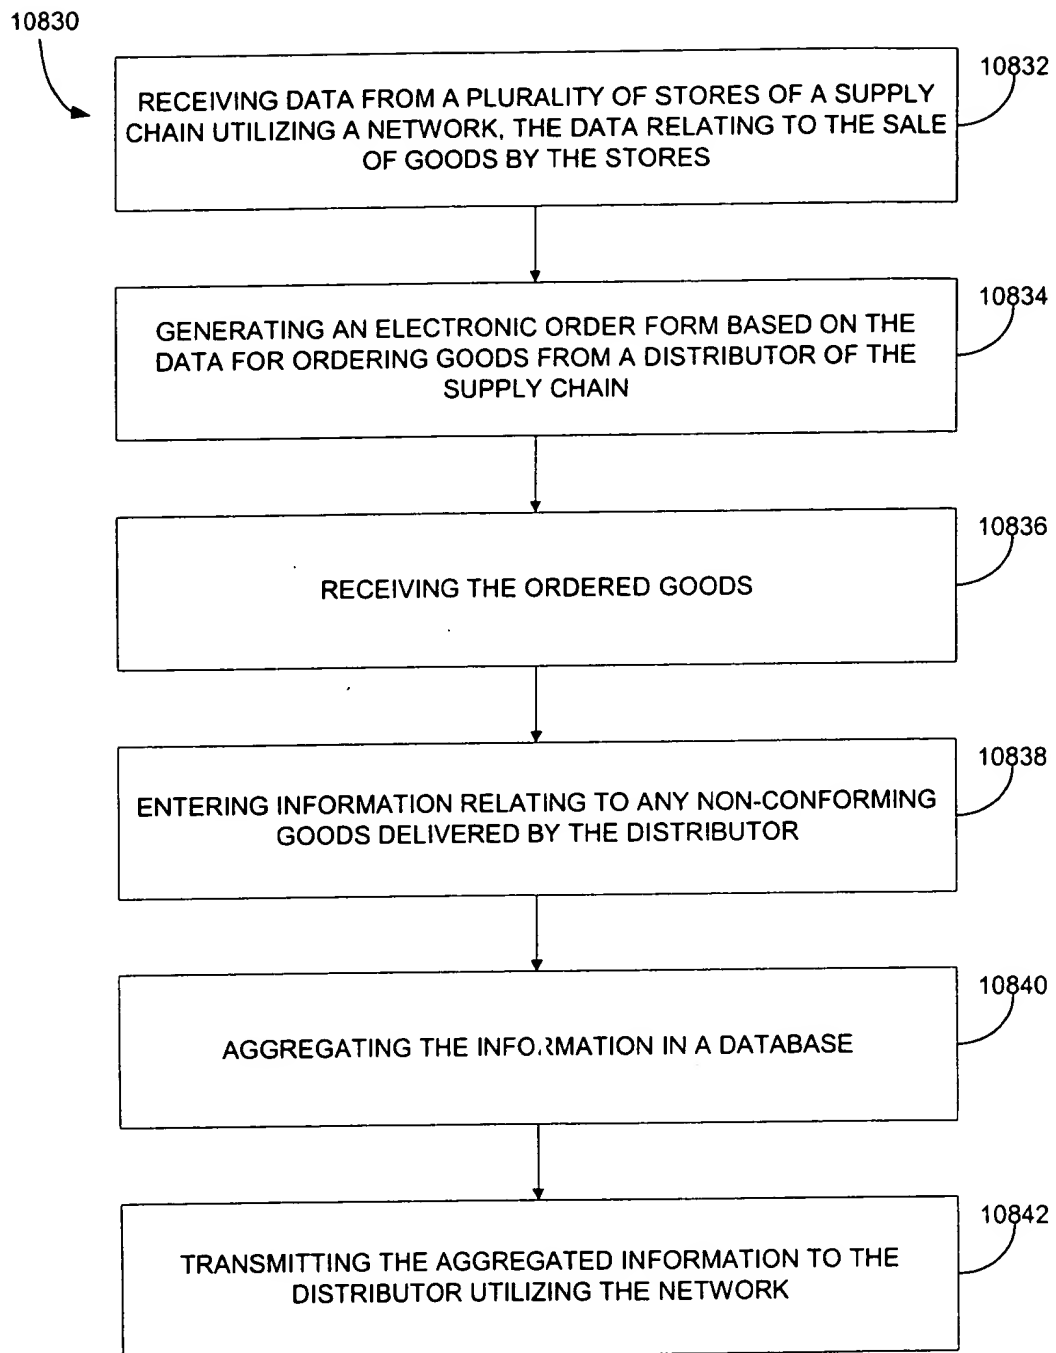 10830
10832
RECEIVING DATA FROM A PLURALITY OF STORES OF A SUPPLY
CHAIN UTILIZING A NETWORK, THE DATA RELATING TO THE SALE
OF GOODS BY THE STORES
10834
GENERATING AN ELECTRONIC ORDER FORM BASED ON THE
DATA FOR ORDERING GOODS FROM A DISTRIBUTOR OF THE
SUPPLY CHAIN
10836
RECEIVING THE ORDERED GOODS
10838
ENTERING INFORMATION RELATING TO ANY NON-CONFORMING
GOODS DELIVERED BY THE DISTRIBUTOR
10840
AGGREGATING THE INFORMATION IN A DATABASE
10842
TRANSMITTING THE AGGREGATED INFORMATION TO THE
DISTRIBUTOR UTILIZING THE NETWORK